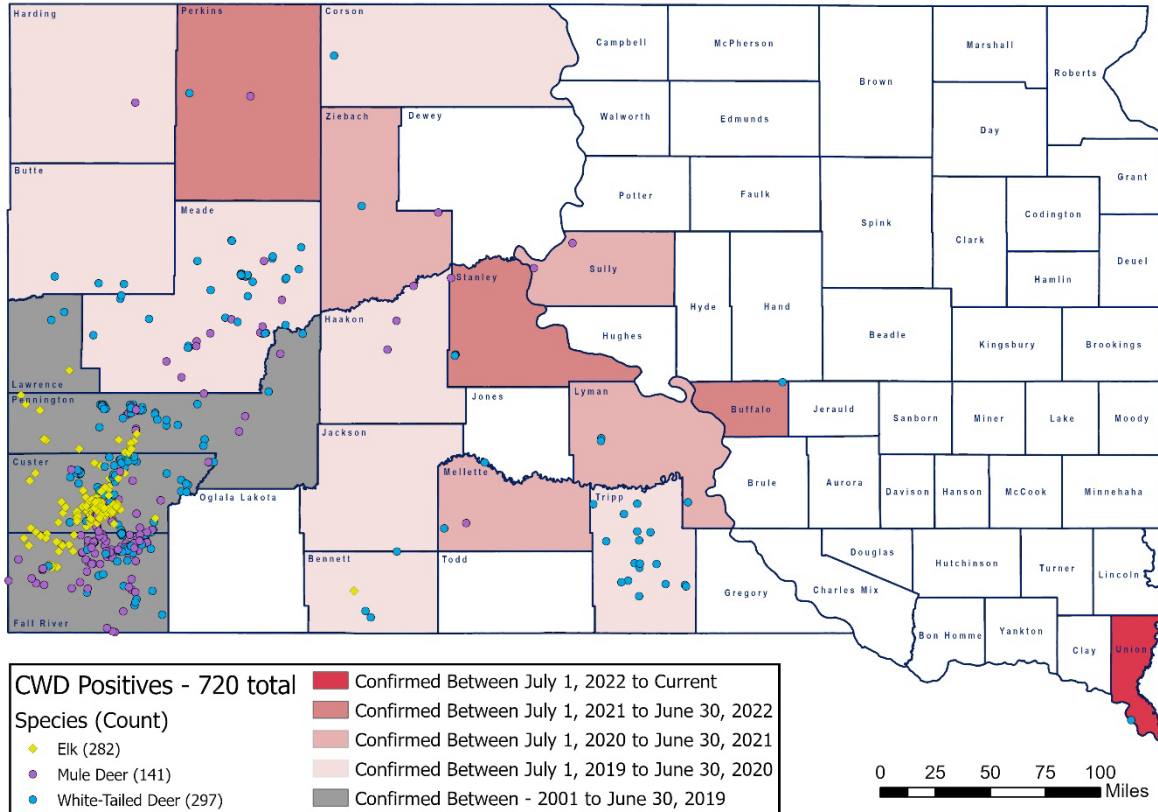 Harding
Perkins
Corson
Campbell
McPherson
Marshall
Roberts
Brown
Ziebach
Dewey
Walworth
Edmunds
Day
Butte
Grant
Meade
Potter
Faulk
Spink
Codington
Clark
Stanley
Sully
Deuel
Hamlin
Hyde
Hand
Haakon
Hughes
Beadle
Kingsbury
Brookings
Lawrence
Pennington
Jones
Lyman
Buffalo
Jerauld
Sanborn
Miner
Lake
Moody
Jackson
Custer
Mellette
Oglala Lakota
Tripp
Brule
Aurora
Davison
Hanson
McCook
Minnehaha
Bennett
Todd
Douglas
Hutchinson
Turner
Lincoln
Gregory
Charles Mix
Fall River
Bon Homme
Yankton
Clay
Union
CWD Positives - 720 total
Species (Count)
Elk (282)
Mule Deer (141)
White-Tailed Deer (297)
Confirmed Between July 1, 2022 to Current
Confirmed Between July 1, 2021 to June 30, 2022
Confirmed Between July 1, 2020 to June 30, 2021
Confirmed Between July 1, 2019 to June 30, 2020
Confirmed Between - 2001 to June 30, 2019
0 25 50 75 100
Miles